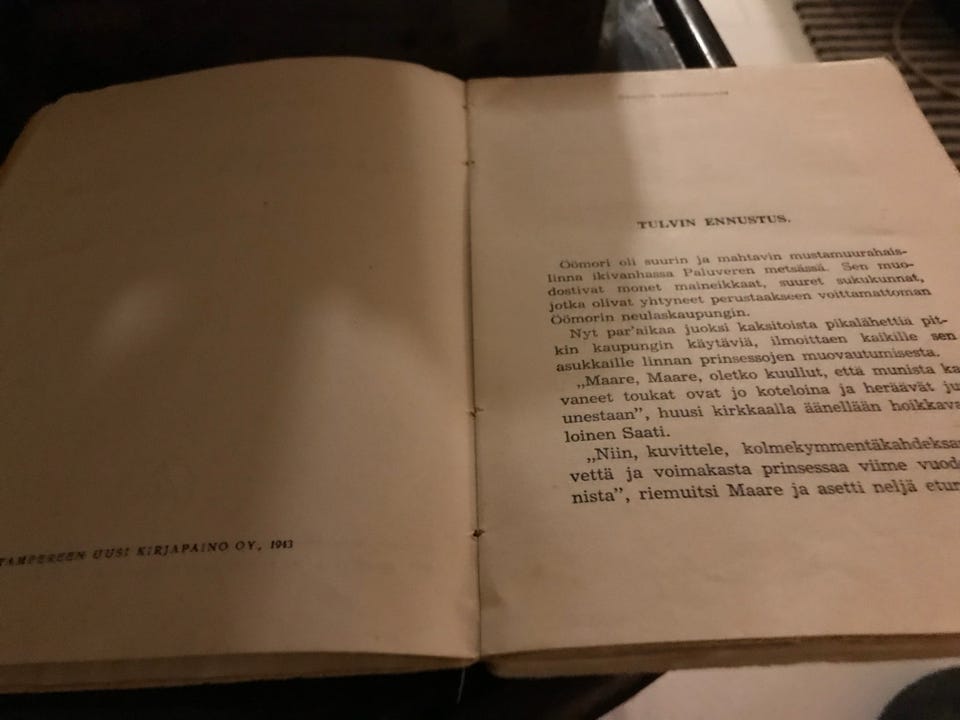 TAMPEREEN UUSI KIRJAPAINO OY, 1943
TULVIN ENNUSTUS.
Öömori oli suurin ja mahtavin mustamuurahais-
linna ikivanhassa Paluveren metsässä. Sen muo-
dostivat monet maineikkaat, suuret sukukunnat,
jotka olivat yhtyneet perustaakseen voittamattoman
Öömorin neulaskaupungin.
Nyt par'aikaa juoksi kaksitoista pikalähettiä pit-
kin kaupungin käytäviä, ilmoittaen kaikille sen
asukkaille linnan prinsessojen muovautumisesta.
„Maare, Maare, oletko kuullut, että munista ka
vaneet toukat ovat jo koteloina ja heräävät ju
unestaan", huusi kirkkaalla äänellään hoikkava
loinen Saati.
„Niin, kuvittele, kolmekymmentäkahdeksa
vettä ja voimakasta prinsessaa viime vuod
nista", riemuitsi Maare ja asetti neljä etur